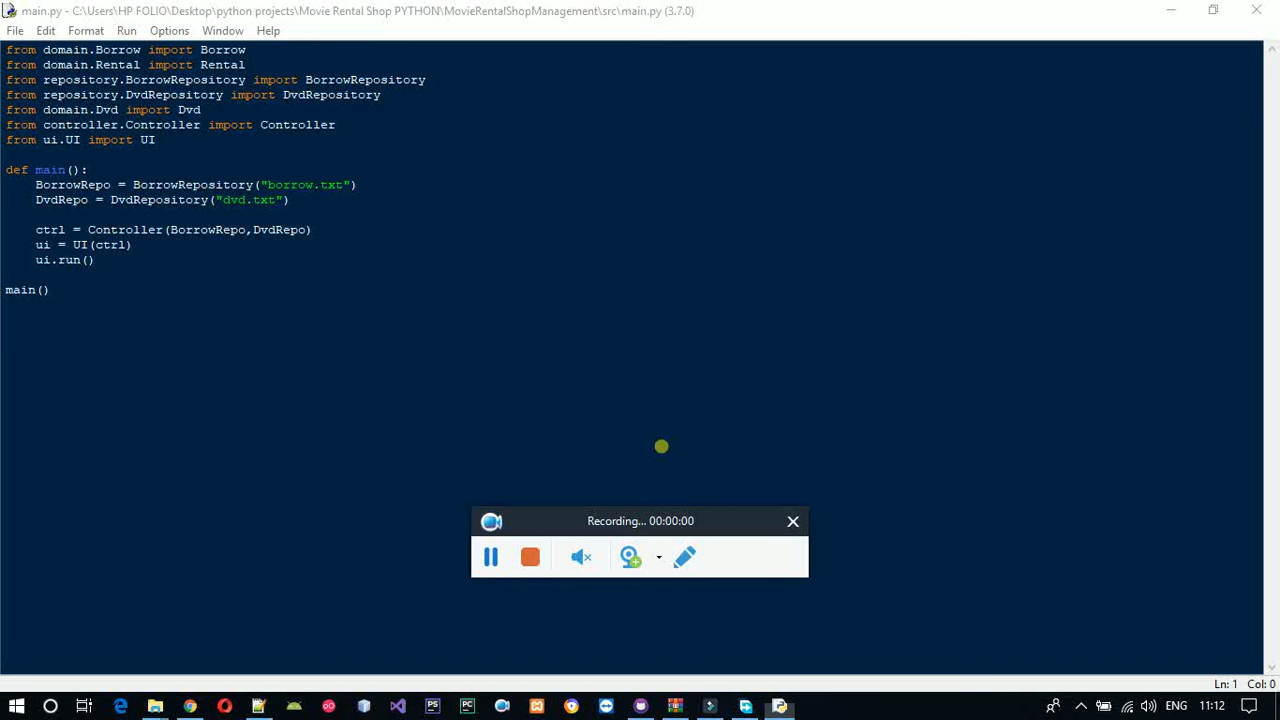 main.py - C:\Users\HP FOLIO\Desktop\python projects\Movie Rental Shop PYTHON\MovieRentalShopManagement\src\main.py (3.7.0)
File Edit Format Run Options Window Help
from domain.Borrow import Borrow
from domain.Rental import Rental
from repository.BorrowRepository import BorrowRepository
from repository.DvdRepository import DvdRepository
from domain.Dvd import Dvd
from controller.Controller import Controller
from ui.UI import UI
def main():
    BorrowRepo = BorrowRepository("borrow.txt")
    DvdRepo = DvdRepository("dvd.txt")
    ctrl = Controller(BorrowRepo,DvdRepo)
    ui = UI(ctrl)
    ui.run()
main()
Recording... 00:00:00
Ln: 1 Col: 0
PS PC ENG 11:12